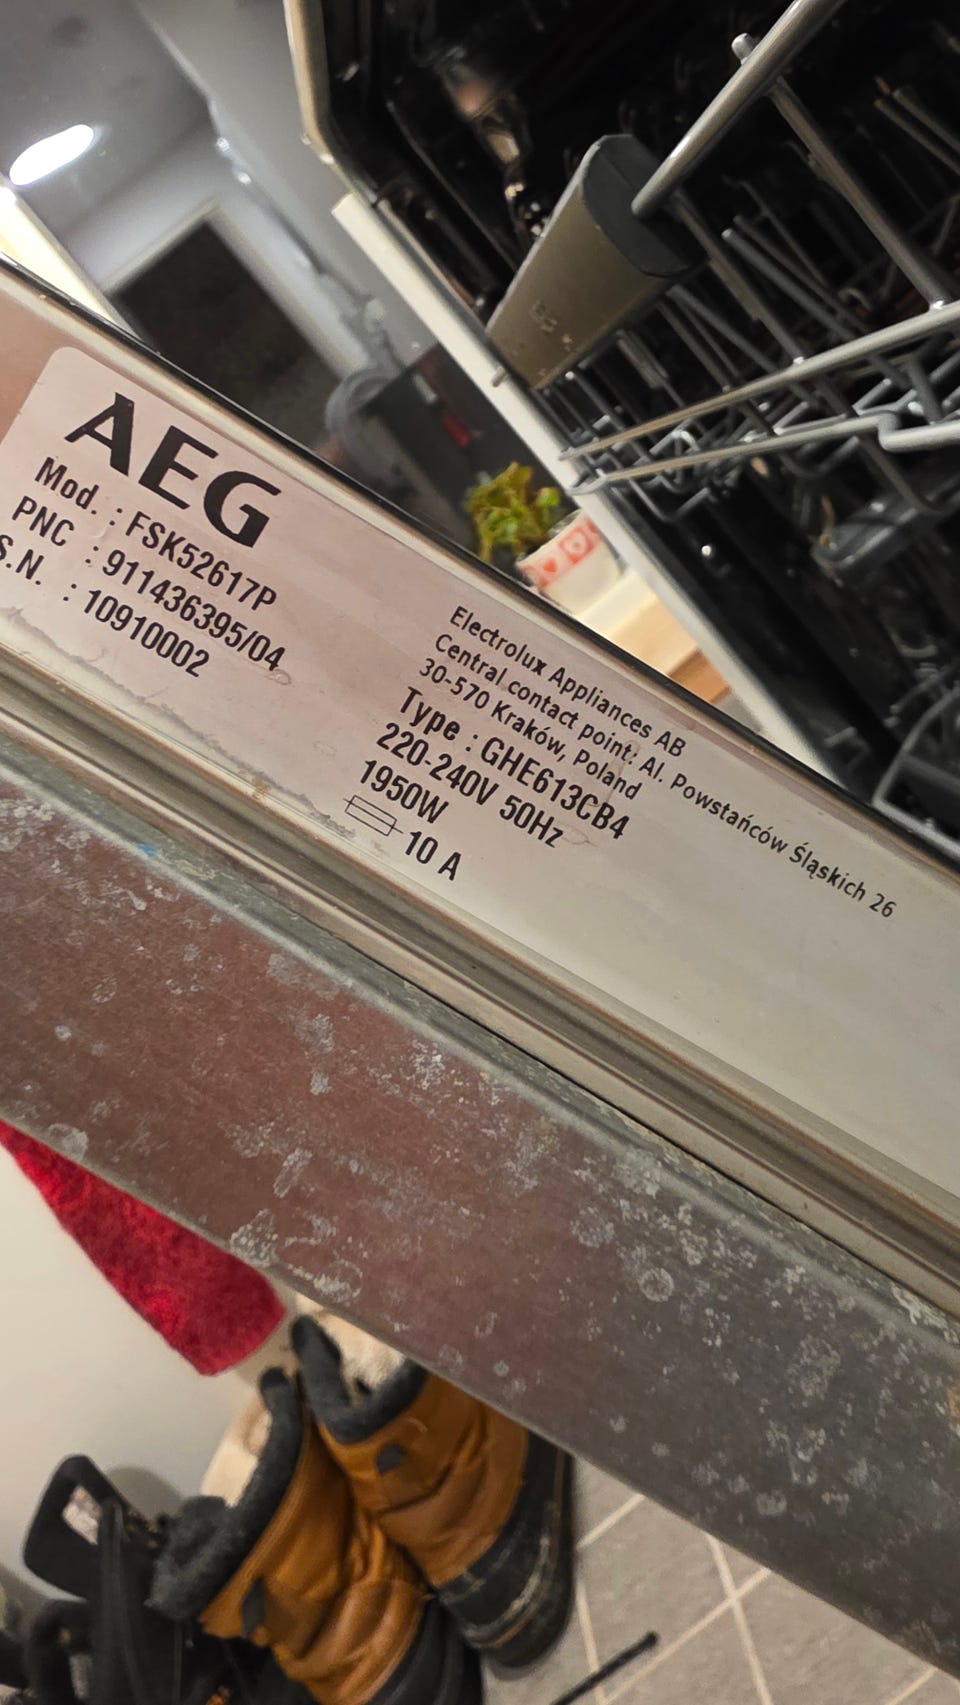 AEG
Mod. : FSK52617P
PNC : 911436395/04
S.N. : 10910002
Electrolux Appliances AB
Central contact point: Al. Powstańców Śląskich 26
30-570 Kraków, Poland
Type : GHE613CB4
220-240V 50Hz
1950W
10 A